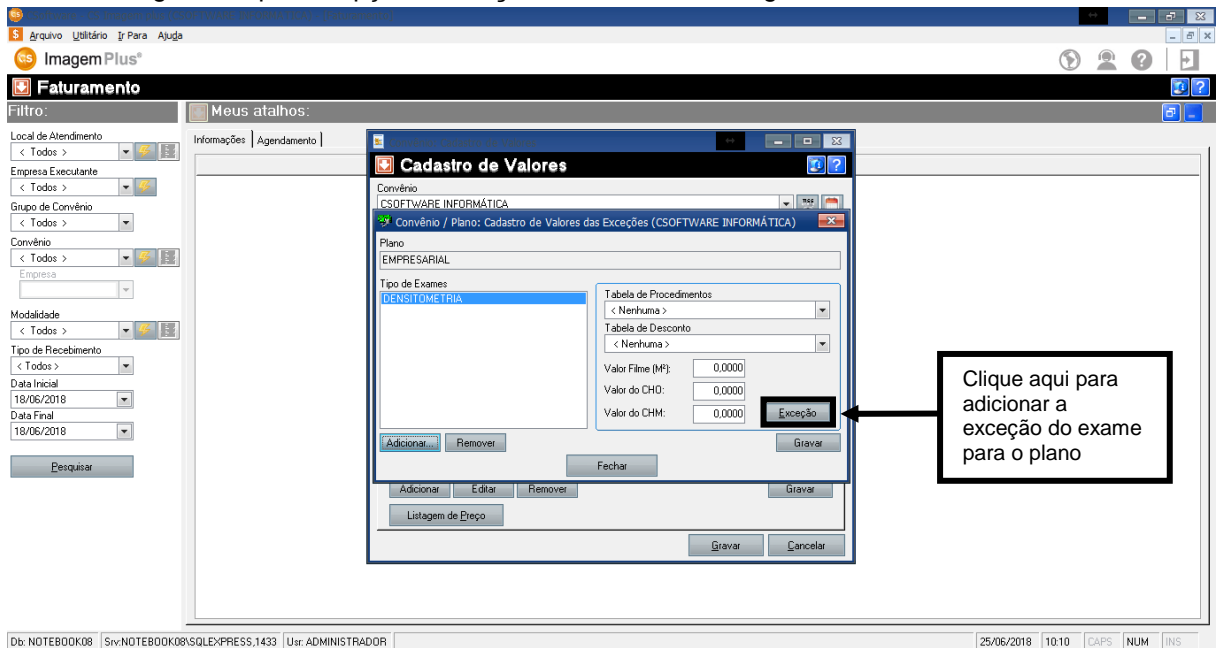 Arquivo Utilitário Ir Para Ajuda
cs ImagemPlus®
Faturamento
Filtro:
Meus atalhos:
Local de Atendimento
< Todos >
Empresa Executante
< Todos >
Grupo de Convênio
< Todos >
Convênio
< Todos >
Empresa
Modalidade
< Todos >
Tipo de Recebimento
< Todos >
Data Inicial
18/06/2018
Data Final
18/06/2018
Pesquisar
Informações Agendamento
Cadastro de Valores
Convênio
CSOFTWARE INFORMÁTICA
Convênio / Plano: Cadastro de Valores das Exceções (CSOFTWARE INFORMÁTICA)
Plano
EMPRESARIAL
Tipo de Exames
DENSITOMETRIA
Tabela de Procedimentos
< Nenhuma >
Tabela de Desconto
< Nenhuma >
Valor Filme (M²): 0,0000
Valor do CHO: 0,0000
Valor do CHM: 0,0000 Exceção
Adicionar... Remover Gravar
Fechar
Adicionar Editar Remover Gravar
Listagem de Preço
Gravar Cancelar
Clique aqui para
adicionar a
exceção do exame
para o plano
Db: NOTEBOOK08 Srv:NOTEBOOK08\SQLEXPRESS,1433 Usr: ADMINISTRADOR 25/06/2018 10:10 CAPS NUM INS